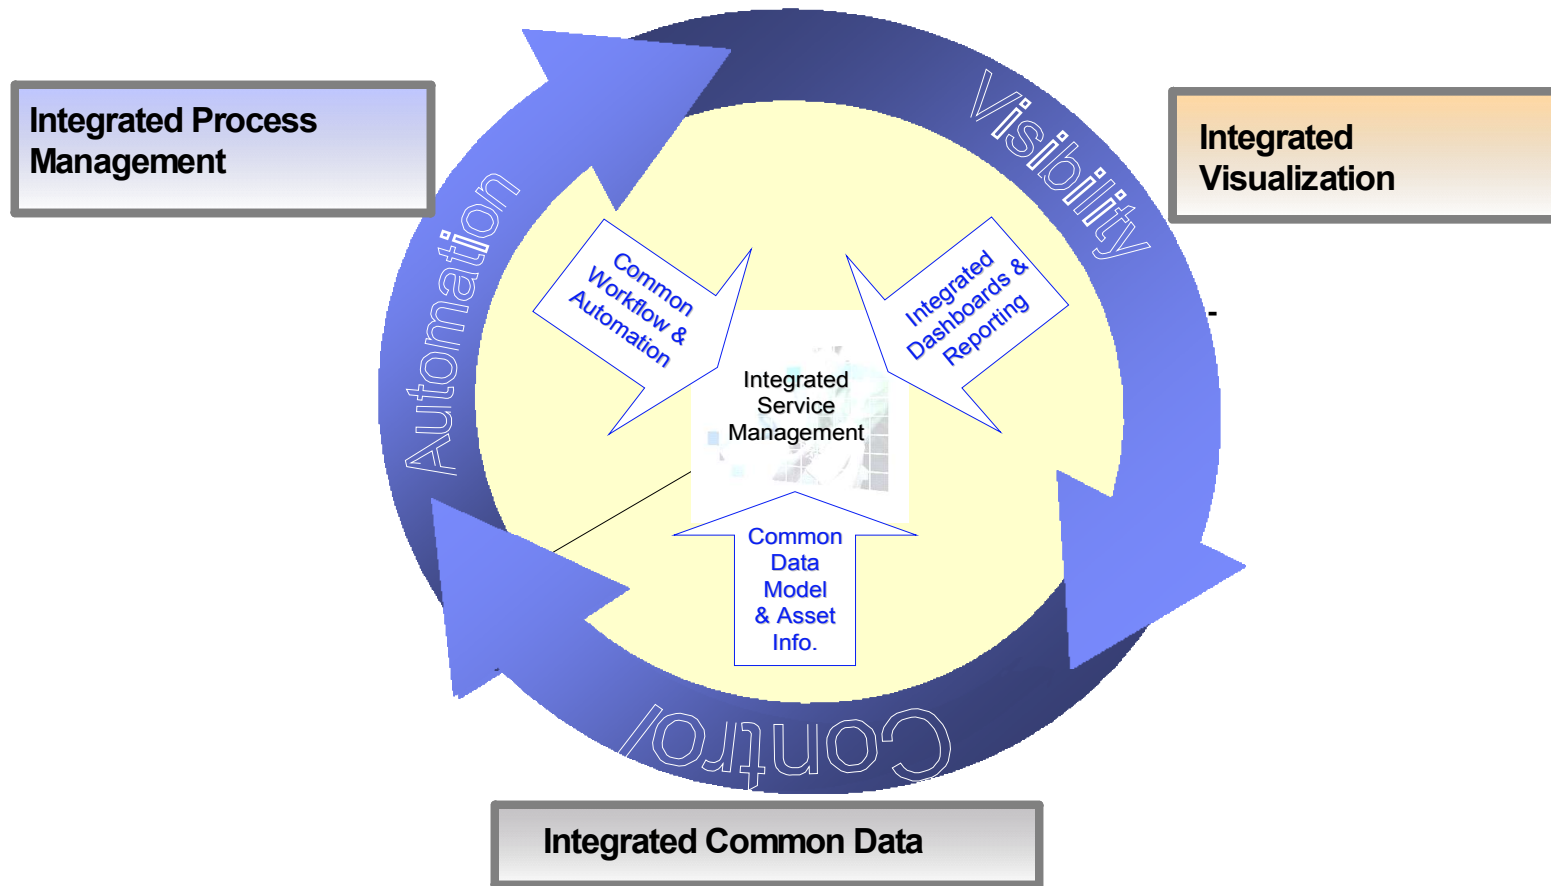 Integrated Process
Management
Visibility
Integrated
Visualization
Automation
Common
Workflow &
Automation
Integrated
Dashboards &
Reporting
-
Integrated
Service
Management
Common
Data
Model
& Asset
Info.
Control
Integrated Common Data